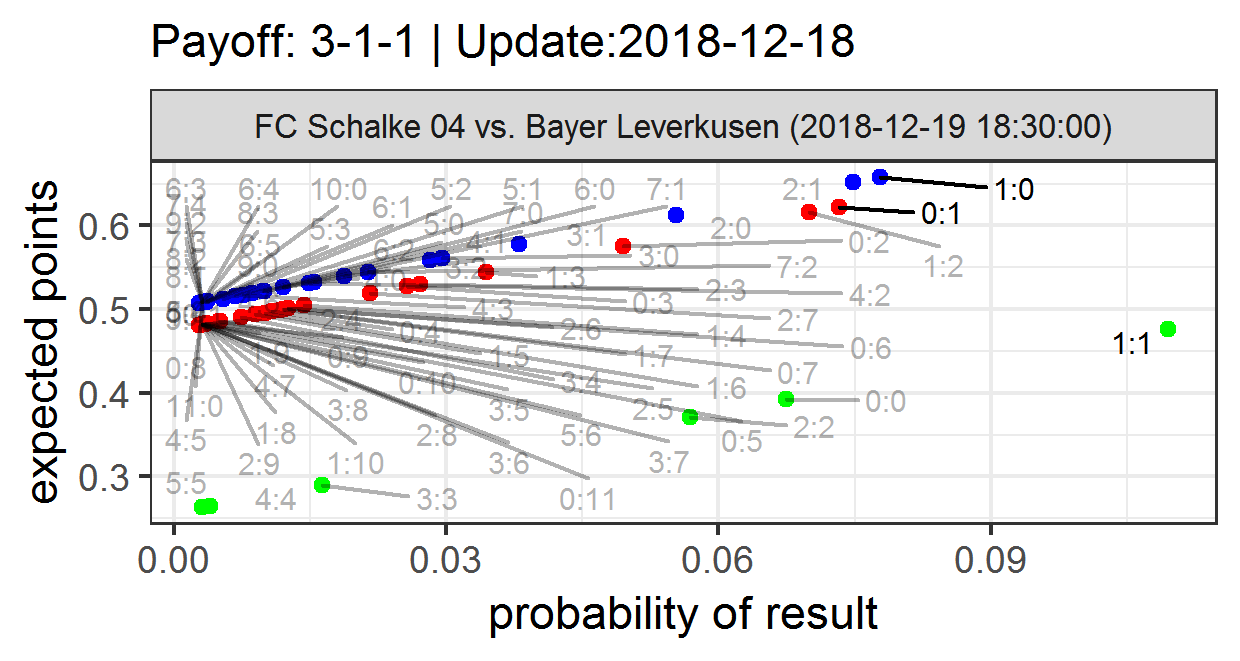 Payoff: 3-1-1 | Update:2018-12-18
FC Schalke 04 vs. Bayer Leverkusen (2018-12-19 18:30:00)
expected points
0.6
0.5
0.4
0.3
6:3 6:4 10:0 5:2 5:1 6:0 7:1 2:1 1:0
7:4 8:3 6:1 7:0 0:1
9:2 5:3 5:0 2:0
7:3 6:5 6:2 4:1 3:1 0:2
3:2 3:0 7:2 1:2
4:0 1:3 2:3 4:2
4:3 0:3 2:7
2:4 0:4 2:6 1:4 0:6 1:1
0:8 1:9 0:9 1:5 1:7 0:7
4:7 0:10 3:4 1:6 0:0
11:0 3:8 3:5 2:5
4:5 1:8 2:8 5:6 0:5 2:2
2:9 1:10 3:6 3:7
5:5 4:4 3:3 0:11
0.00 0.03 0.06 0.09
probability of result